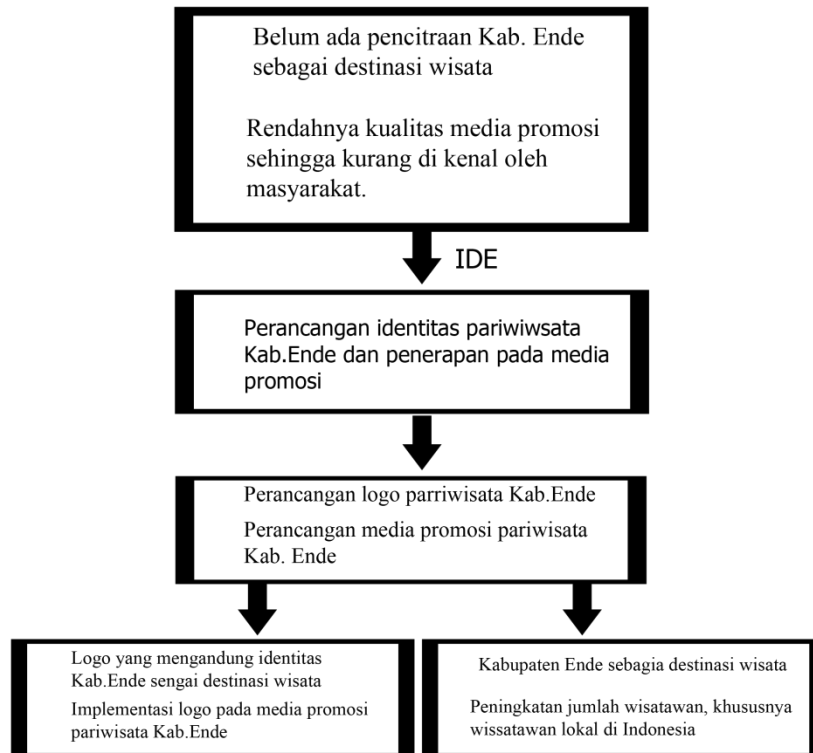 Belum ada pencitraan Kab. Ende
sebagai destinasi wisata
Rendahnya kualitas media promosi
sehingga kurang di kenal oleh
masyarakat.
IDE
Perancangan identitas pariwiwsata
Kab.Ende dan penerapan pada media
promosi
Perancangan logo parriwisata Kab.Ende
Perancangan media promosi pariwisata
Kab. Ende
Logo yang mengandung identitas
Kab.Ende sengai destinasi wisata
Implementasi logo pada media promosi
pariwisata Kab.Ende
Kabupaten Ende sebagia destinasi wisata
Peningkatan jumlah wisatawan, khususnya
wissatawan lokal di Indonesia